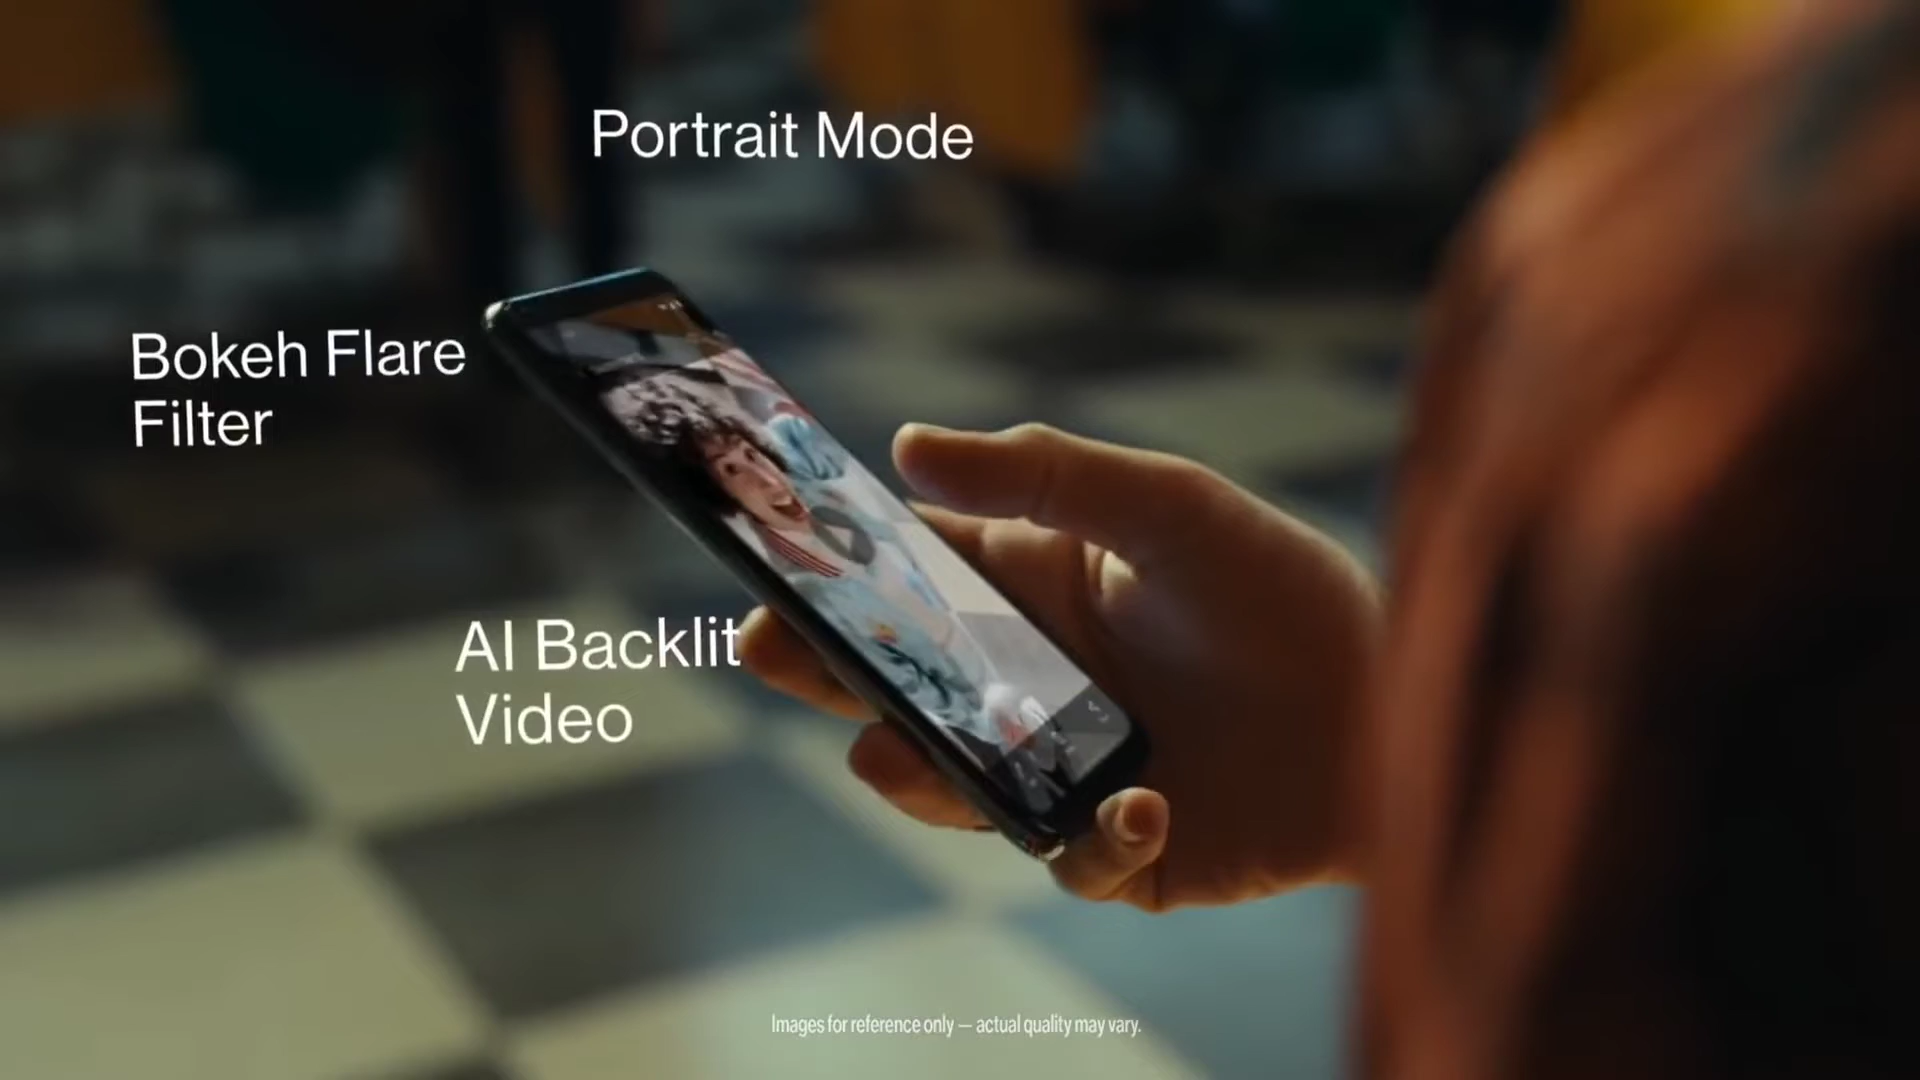 Portrait Mode
Bokeh Flare
Filter
AI Backlit
Video
Images for reference only — actual quality may vary.